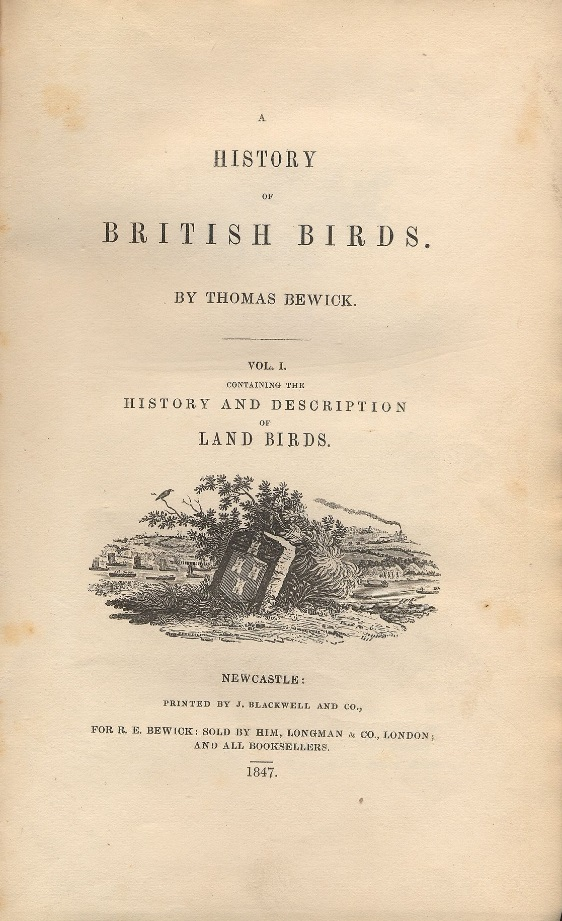 A
HISTORY
OF
BRITISH BIRDS.
BY THOMAS BEWICK.
VOL. I.
CONTAINING THE
HISTORY AND DESCRIPTION
OF
LAND BIRDS.
NEWCASTLE:
PRINTED BY J. BLACKWELL AND CO.,
FOR R. E. BEWICK: SOLD BY HIM, LONGMAN & CO., LONDON;
AND ALL BOOKSELLERS.
1847.